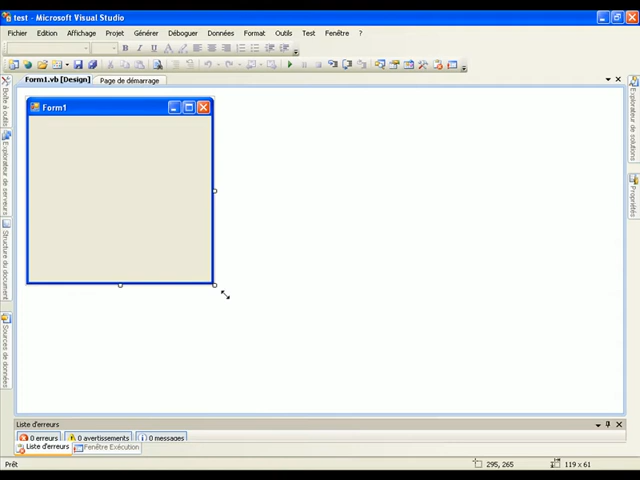 test - Microsoft Visual Studio
Fichier Edition Affichage Projet Générer Déboguer Données Format Outils Test Fenêtre ?
Form1.vb [Design] Page de démarrage
Form1
Boîte à outils
Explorateur de serveurs
Structure du document
Sources de données
Explorateur de solutions
Propriétés
Liste d'erreurs
0 erreurs 0 avertissements 0 messages
Liste d'erreurs Fenêtre Exécution
Prêt 295, 265 119 x 61